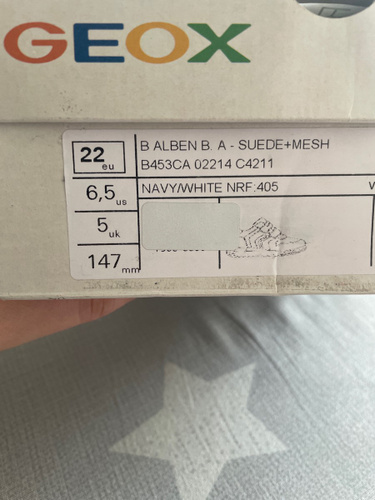 GEOX
22 eu
B ALBEN B. A - SUEDE+MESH
B453CA 02214 C4211
6,5 us
NAVY/WHITE NRF:405
5 uk
147 mm